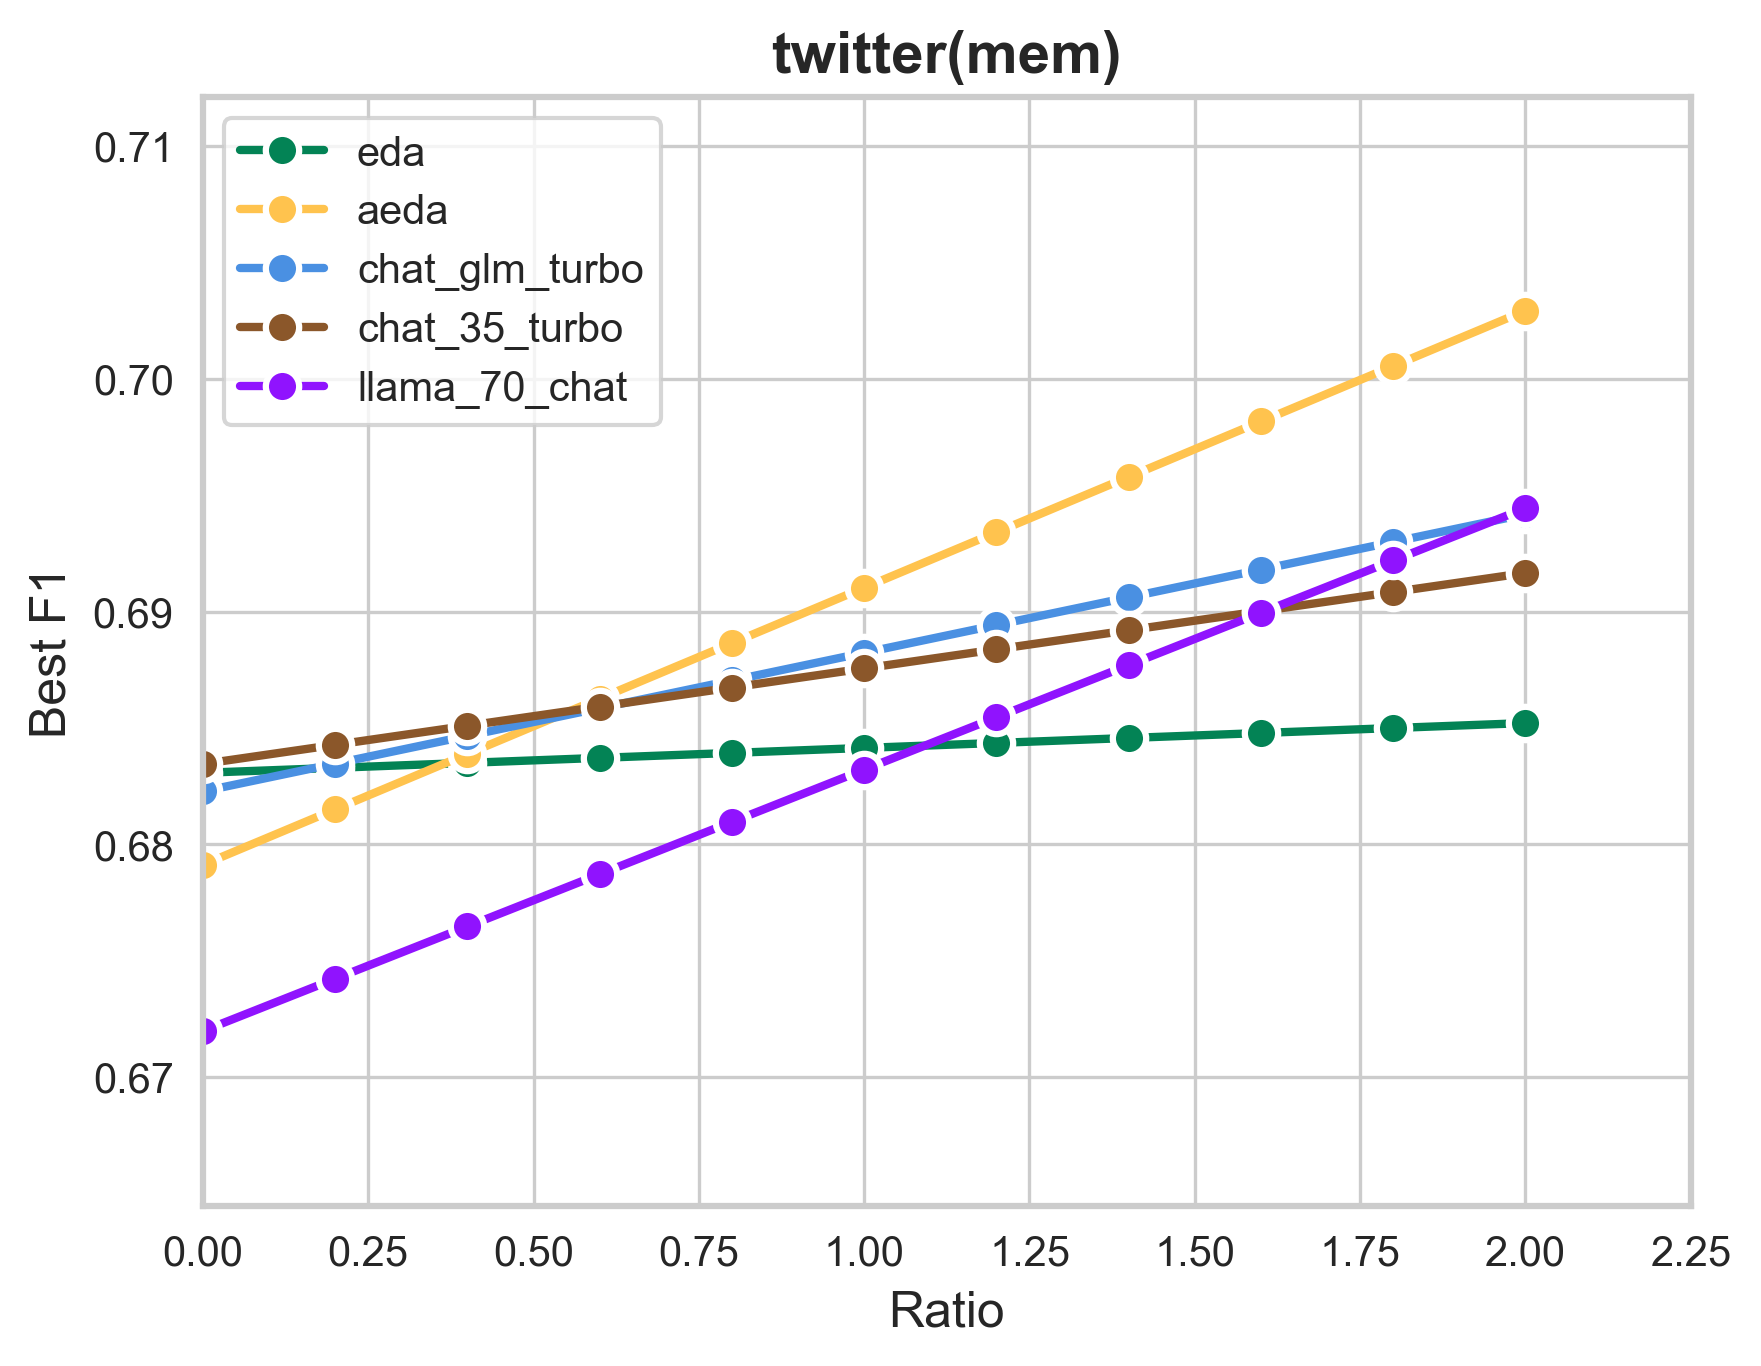 twitter(mem)
eda
aeda
chat_glm_turbo
chat_35_turbo
llama_70_chat
0.71
0.70
0.69
0.68
0.67
Best F1
0.00 0.25 0.50 0.75 1.00 1.25 1.50 1.75 2.00 2.25
Ratio